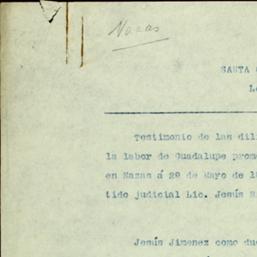 Nazas
SANTA
Testimonio de las dil
la labor de Guadalupe prom
en Nazas á 29 de Mayo de 1
tido judicial Lic. Jesús
Jesús Jimenez como du